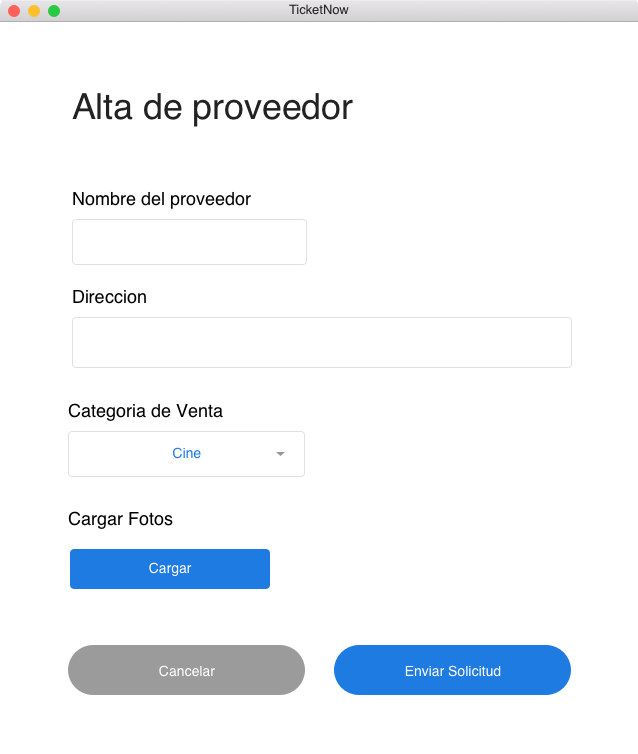 TicketNow
Alta de proveedor
Nombre del proveedor
Direccion
Categoria de Venta
Cine
Cargar Fotos
Cargar
Cancelar
Enviar Solicitud